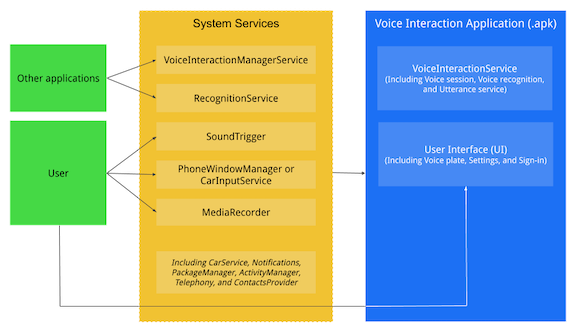 System Services
Voice Interaction Application (.apk)
Other applications
VoiceInteractionManagerService
RecognitionService
VoiceInteractionService
(Including Voice session, Voice recognition,
and Utterance service)
User
SoundTrigger
PhoneWindowManager or
CarInputService
MediaRecorder
User Interface (UI)
(Including Voice plate, Settings, and Sign-in)
Including CarService, Notifications,
PackageManager, ActivityManager,
Telephony, and ContactsProvider